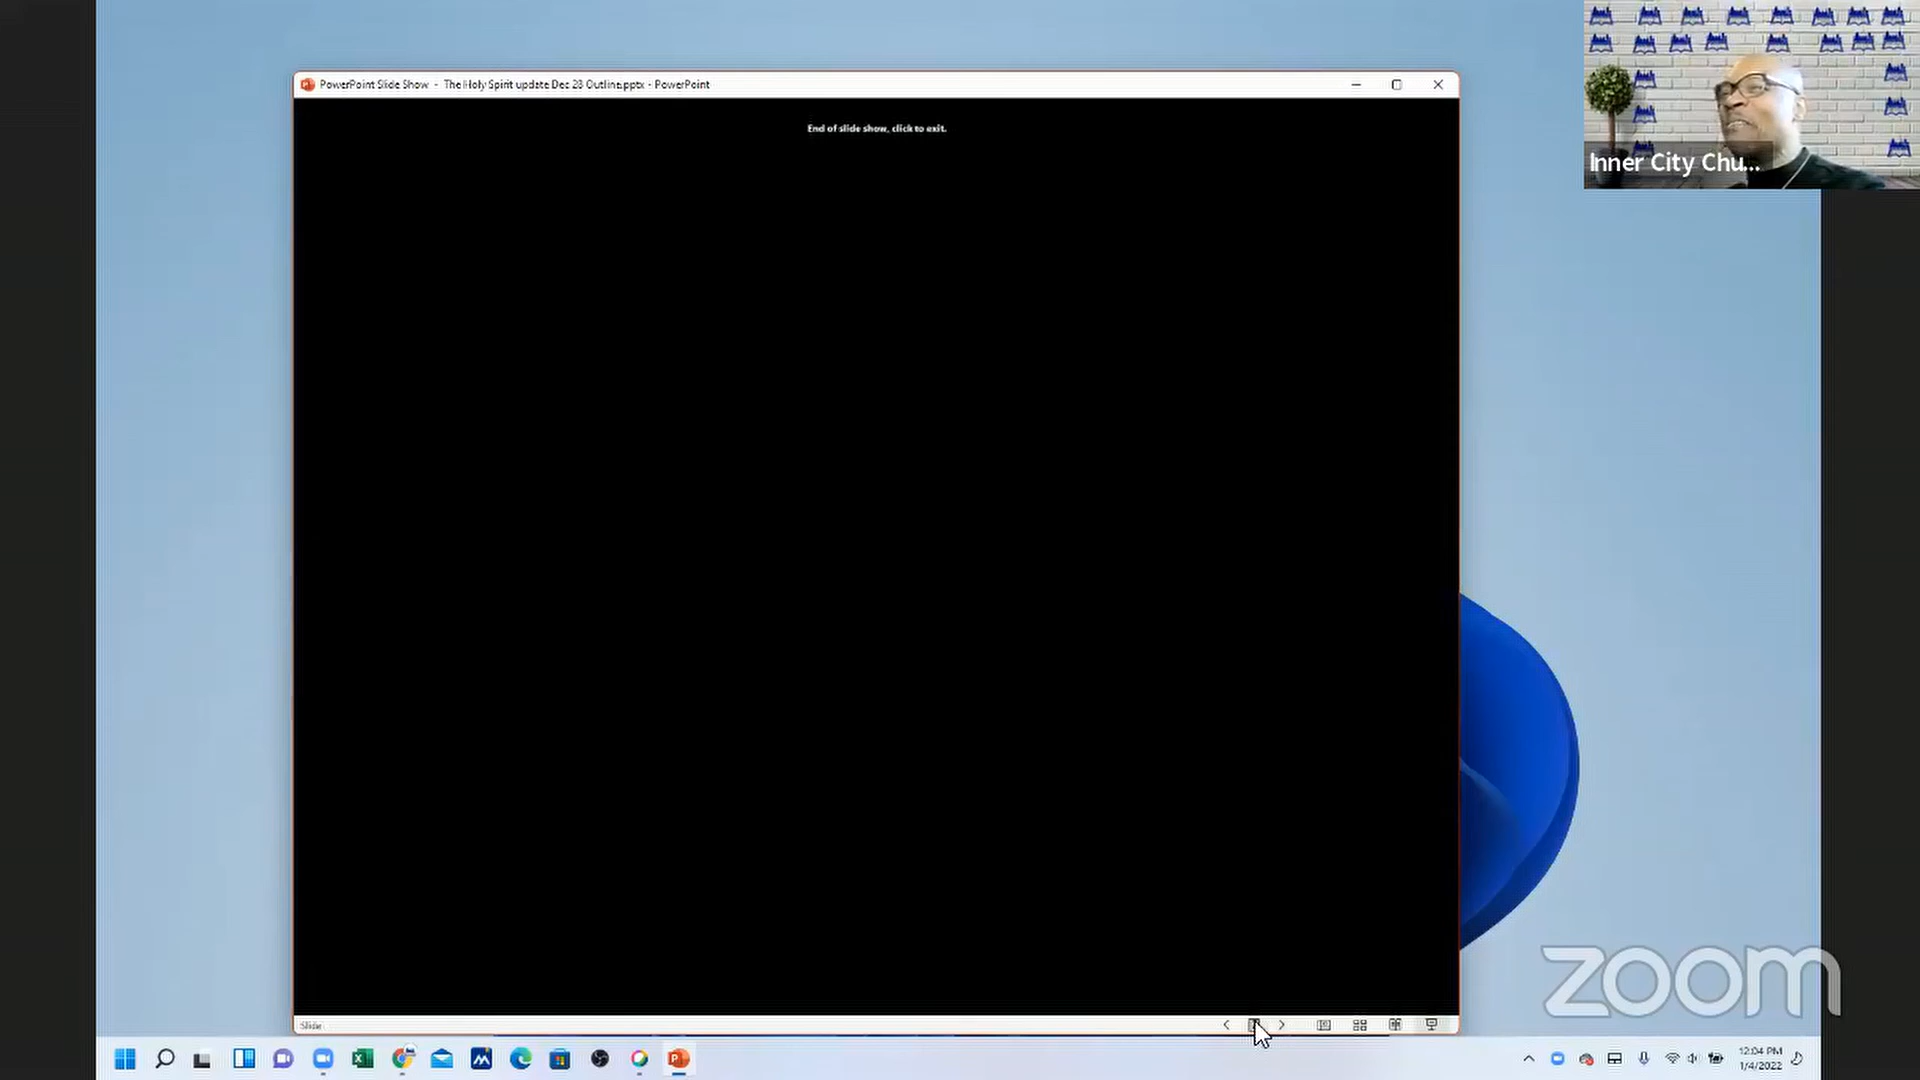 PowerPoint Slide Show - The Holy Spirit update Dec 28 Outline.pptx - PowerPoint
End of slide show, click to exit.
Inner City Chu...
zoom
Slide
12:04 PM
1/4/2022